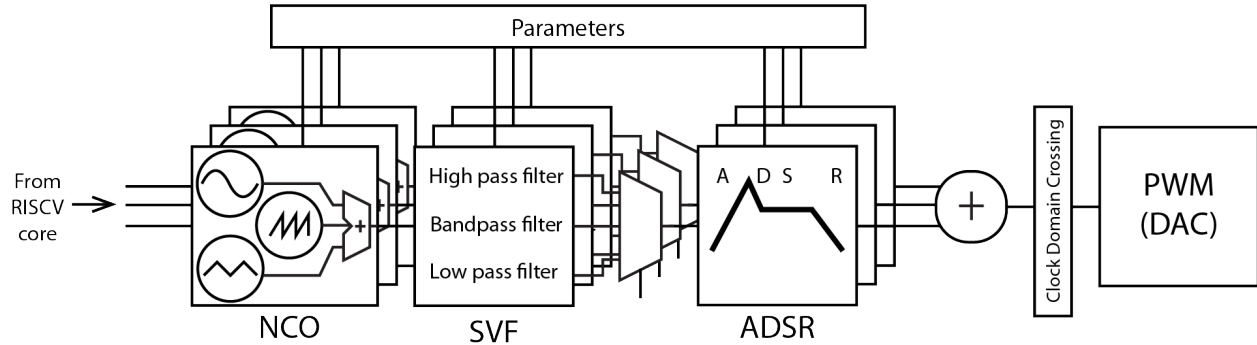 Parameters
From
RISCV
core
+
High pass filter
Bandpass filter
Low pass filter
A D S R
+
Clock Domain Crossing
PWM
(DAC)
NCO
SVF
ADSR